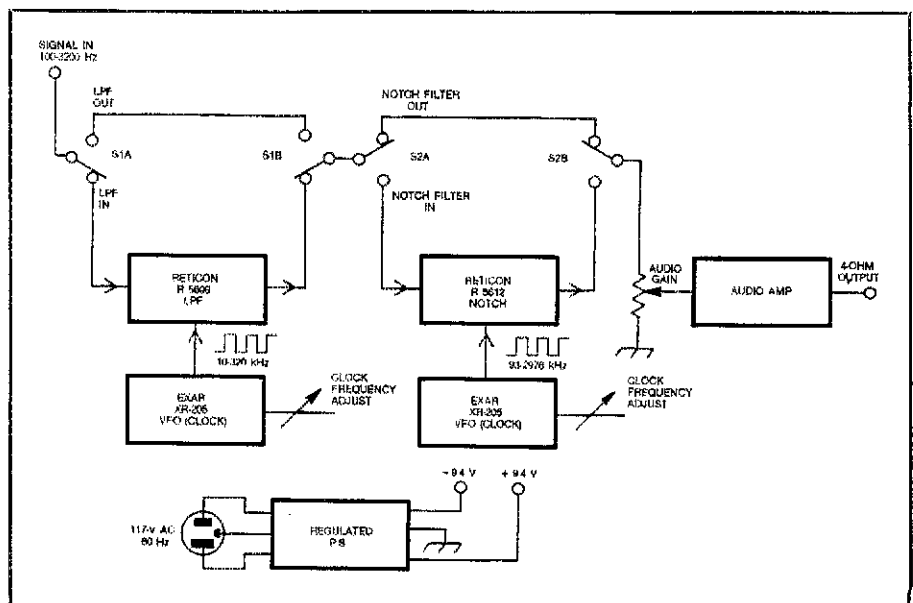 SIGNAL IN
100-3200 Hz
LPF
OUT
S1A
LPF
IN
S1B
NOTCH FILTER
OUT
S2A
NOTCH FILTER
IN
S2B
RETICON
R 5609
LPF
10-320 kHz
EXAR
XR-205
VFO (CLOCK)
CLOCK
FREQUENCY
ADJUST
RETICON
R 5612
NOTCH
kHz
EXAR
XR-205
VFO (CLOCK)
CLOCK
FREQUENCY
ADJUST
AUDIO
GAIN
AUDIO AMP
4-OHM
OUTPUT
117-V AC
60 Hz
REGULATED
P S
- 9 4 V
+ 9 4 V